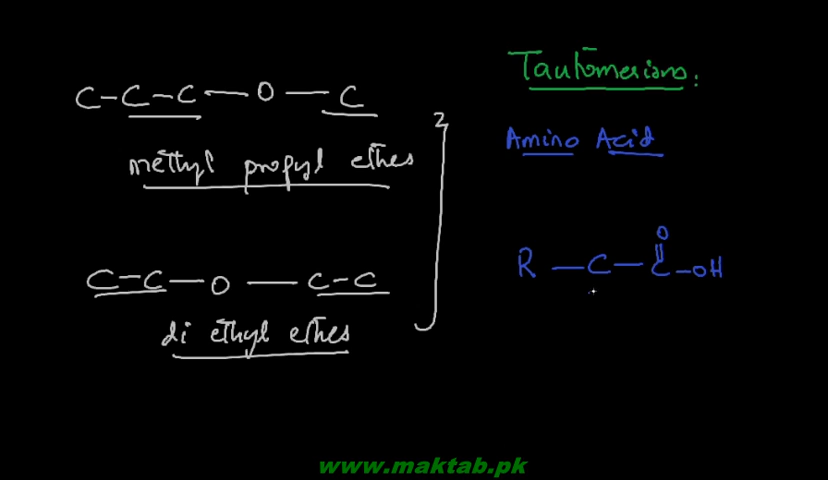 C-C-C-O-C
methyl propyl ether
C-C-O-C-C
di ethyl ether
Tautomerism:
Amino Acid
O
R-C-C-OH
www.maktab.pk